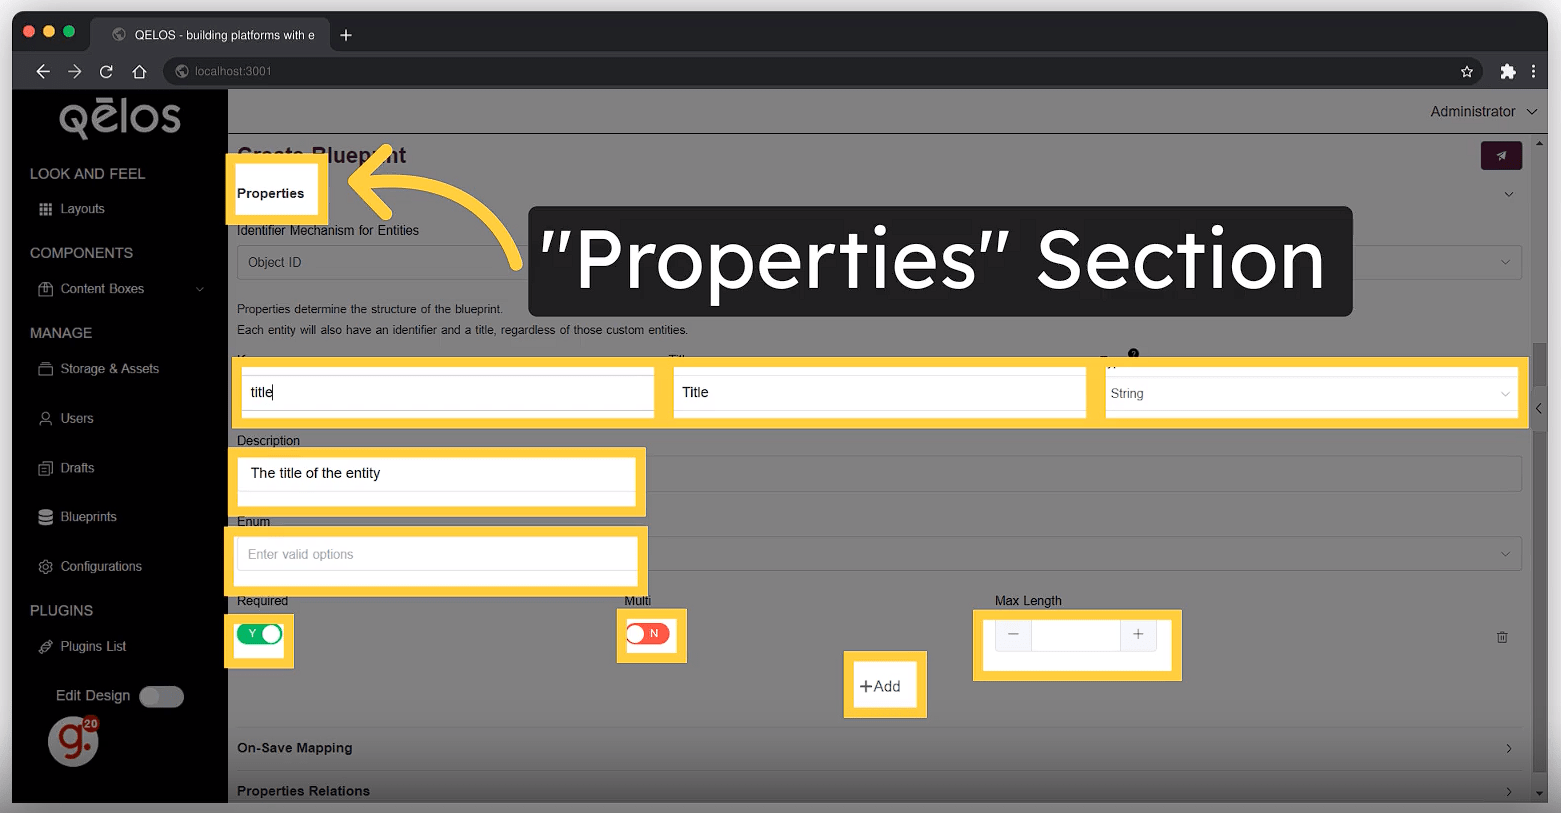 QELOS - building platforms with e
localhost:3001
Qēlos
Administrator
LOOK AND FEEL
Layouts
COMPONENTS
Content Boxes
MANAGE
Storage & Assets
Users
Drafts
Blueprints
Configurations
PLUGINS
Plugins List
Edit Design
g.
20
Create Blueprint
Properties
"Properties" Section
Identifier Mechanism for Entities
Object ID
Properties determine the structure of the blueprint.
Each entity will also have an identifier and a title, regardless of those custom entities.
title
Title
String
Description
The title of the entity
Enum
Enter valid options
Required
Multi
Max Length
Y
N
+Add
On-Save Mapping
Properties Relations